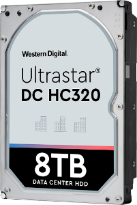 Western Digital
Ultrastar®
DC HC320
8TB
DATA CENTER HDD